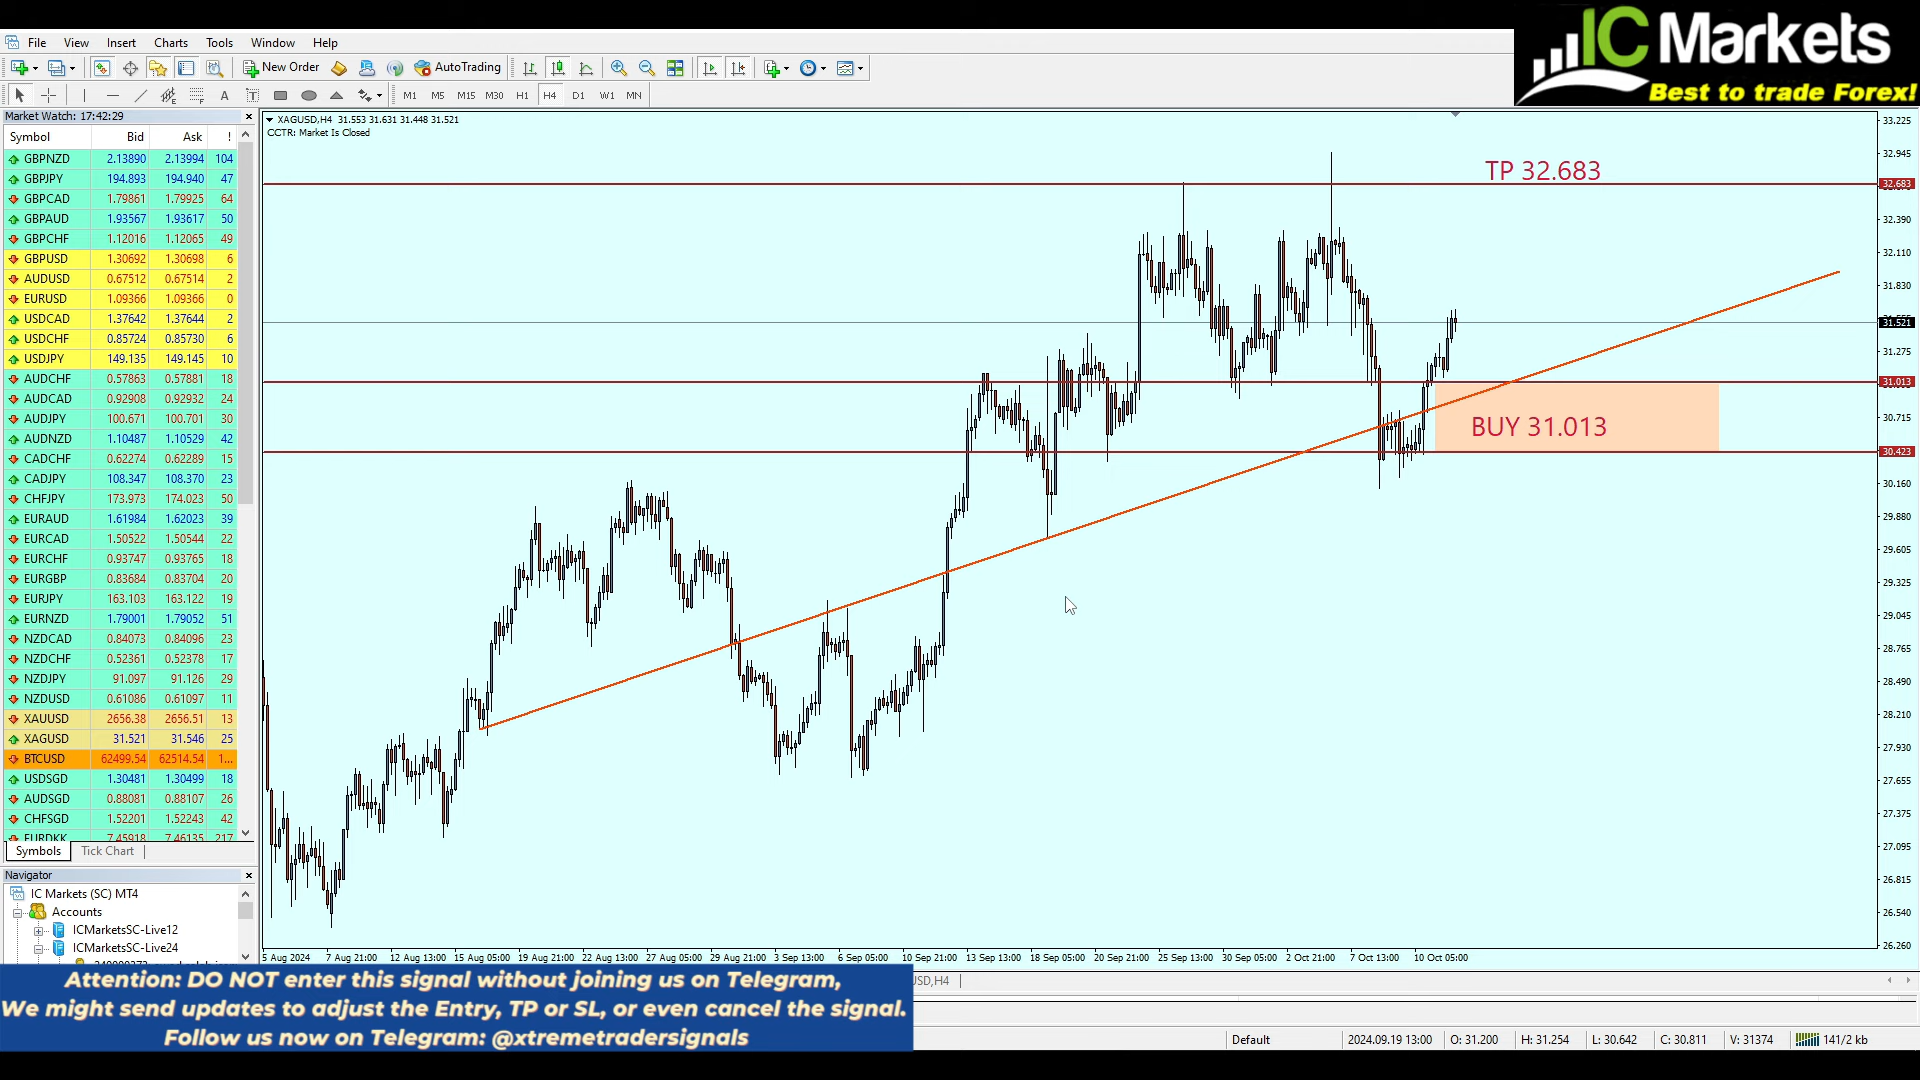 IC Markets
Best to trade Forex!
File View Insert Charts Tools Window Help
New Order AutoTrading
M1 M5 M15 M30 H1 H4 D1 W1 MN
Market Watch: 17:42:29
Symbol Bid Ask !
GBPNZD 2.13890 2.13994 104
GBPJPY 194.893 194.940 47
GBPCAD 1.79861 1.79925 64
GBPAUD 1.93567 1.93617 50
GBPCHF 1.12016 1.12065 49
GBPUSD 1.30692 1.30698 6
AUDUSD 0.67512 0.67514 2
EURUSD 1.09366 1.09366 0
USDCAD 1.37642 1.37644 2
USDCHF 0.85724 0.85730 6
USDJPY 149.135 149.145 10
AUDCHF 0.57863 0.57881 18
AUDCAD 0.92908 0.92932 24
AUDJPY 100.671 100.701 30
AUDNZD 1.10487 1.10529 42
CADCHF 0.62274 0.62289 15
CADJPY 108.347 108.370 23
CHFJPY 173.973 174.023 50
EURAUD 1.61984 1.62023 39
EURCAD 1.50522 1.50544 22
EURCHF 0.93747 0.93765 18
EURGBP 0.83684 0.83704 20
EURJPY 163.103 163.122 19
EURNZD 1.79001 1.79052 51
NZDCAD 0.84073 0.84096 23
NZDCHF 0.52361 0.52378 17
NZDJPY 91.097 91.126 29
NZDUSD 0.61086 0.61097 11
XAUUSD 2656.38 2656.51 13
XAGUSD 31.521 31.546 25
BTCUSD 62499.54 62514.54 1...
USDSGD 1.30481 1.30499 18
AUDSGD 0.88081 0.88107 26
CHFSGD 1.52201 1.52243 42
EURDKK 7.45918 7.46135 217
Symbols Tick Chart
Navigator
IC Markets (SC) MT4
Accounts
ICMarketsSC-Live12
ICMarketsSC-Live24
XAGUSD,H4 31.553 31.631 31.448 31.521
CCTR: Market Is Closed
TP 32.683
BUY 31.013
33.225
32.945
32.683
32.390
32.110
31.830
31.521
31.275
31.013
30.715
30.423
30.160
29.880
29.605
29.325
29.045
28.765
28.490
28.210
27.930
27.655
27.375
27.095
26.815
26.540
26.260
5 Aug 2024 7 Aug 21:00 12 Aug 13:00 15 Aug 05:00 19 Aug 21:00 22 Aug 13:00 27 Aug 05:00 29 Aug 21:00 3 Sep 13:00 6 Sep 05:00 10 Sep 21:00 13 Sep 13:00 18 Sep 05:00 20 Sep 21:00 25 Sep 13:00 30 Sep 05:00 2 Oct 21:00 7 Oct 13:00 10 Oct 05:00
Attention: DO NOT enter this signal without joining us on Telegram,
We might send updates to adjust the Entry, TP or SL, or even cancel the signal.
Follow us now on Telegram: @xtremetradersignals
Default 2024.09.19 13:00 O: 31.200 H: 31.254 L: 30.642 C: 30.811 V: 31374 141/2 kb